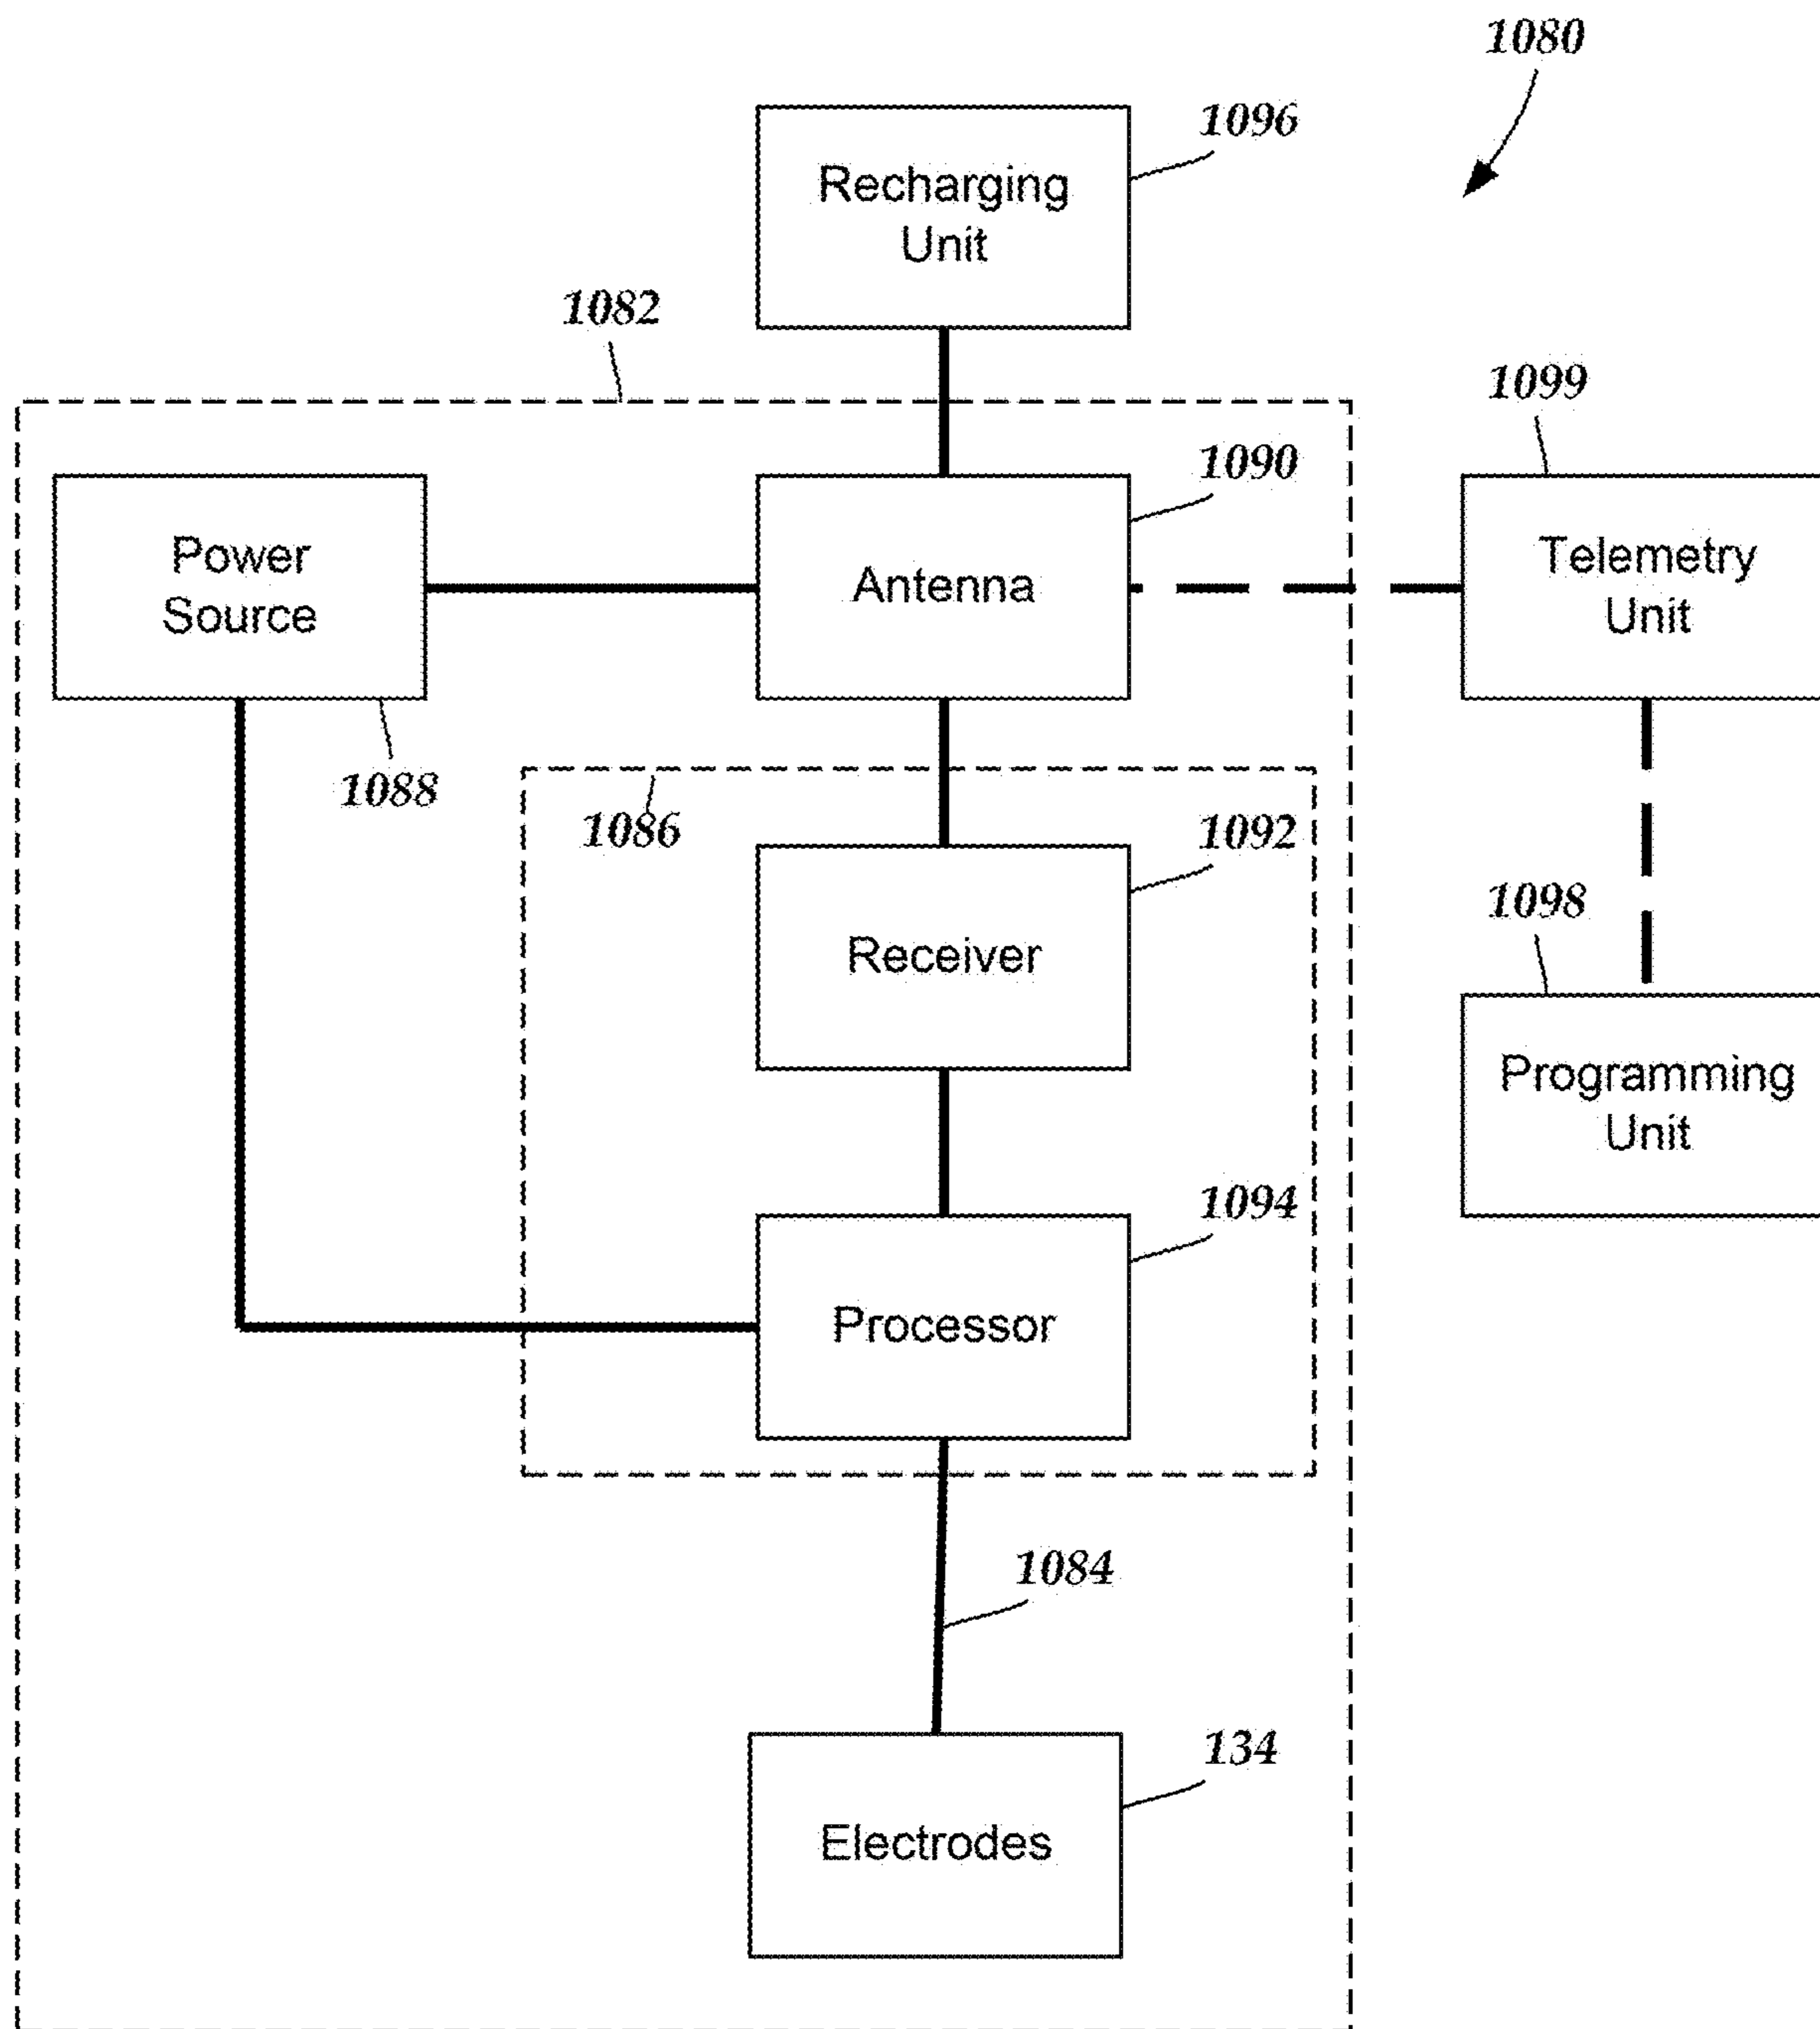 1080
1096
Recharging
Unit
1082
1099
1090
Power
Source
Antenna
Telemetry
Unit
1088
1086
1092
1098
Receiver
Programming
Unit
1094
Processor
1084
134
Electrodes